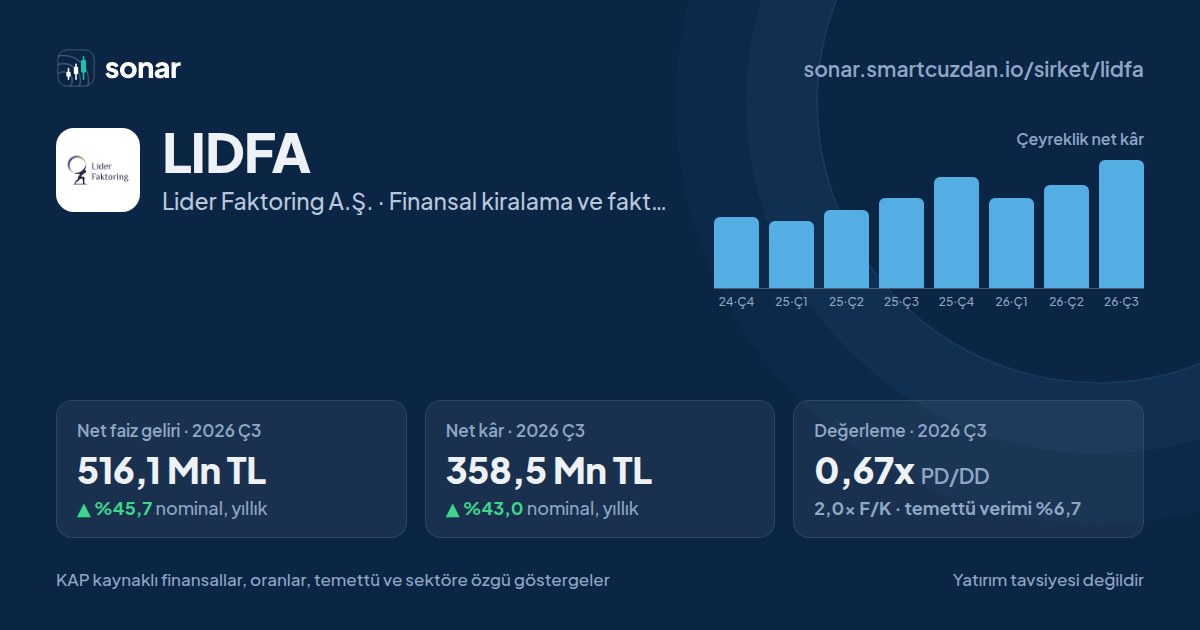 sonar
sonar.smartcuzdan.io/sirket/lidfa
Lider
Faktoring
LIDFA
Lider Faktoring A.Ş. · Finansal kiralama ve fakt…
Çeyreklik net kâr
24·Ç4 25·Ç1 25·Ç2 25·Ç3 25·Ç4 26·Ç1 26·Ç2 26·Ç3
Net faiz geliri · 2026 Ç3
516,1 Mn TL
▲ %45,7 nominal, yıllık
Net kâr · 2026 Ç3
358,5 Mn TL
▲ %43,0 nominal, yıllık
Değerleme · 2026 Ç3
0,67x PD/DD
2,0x F/K · temettü verimi %6,7
KAP kaynaklı finansallar, oranlar, temettü ve sektöre özgü göstergeler
Yatırım tavsiyesi değildir